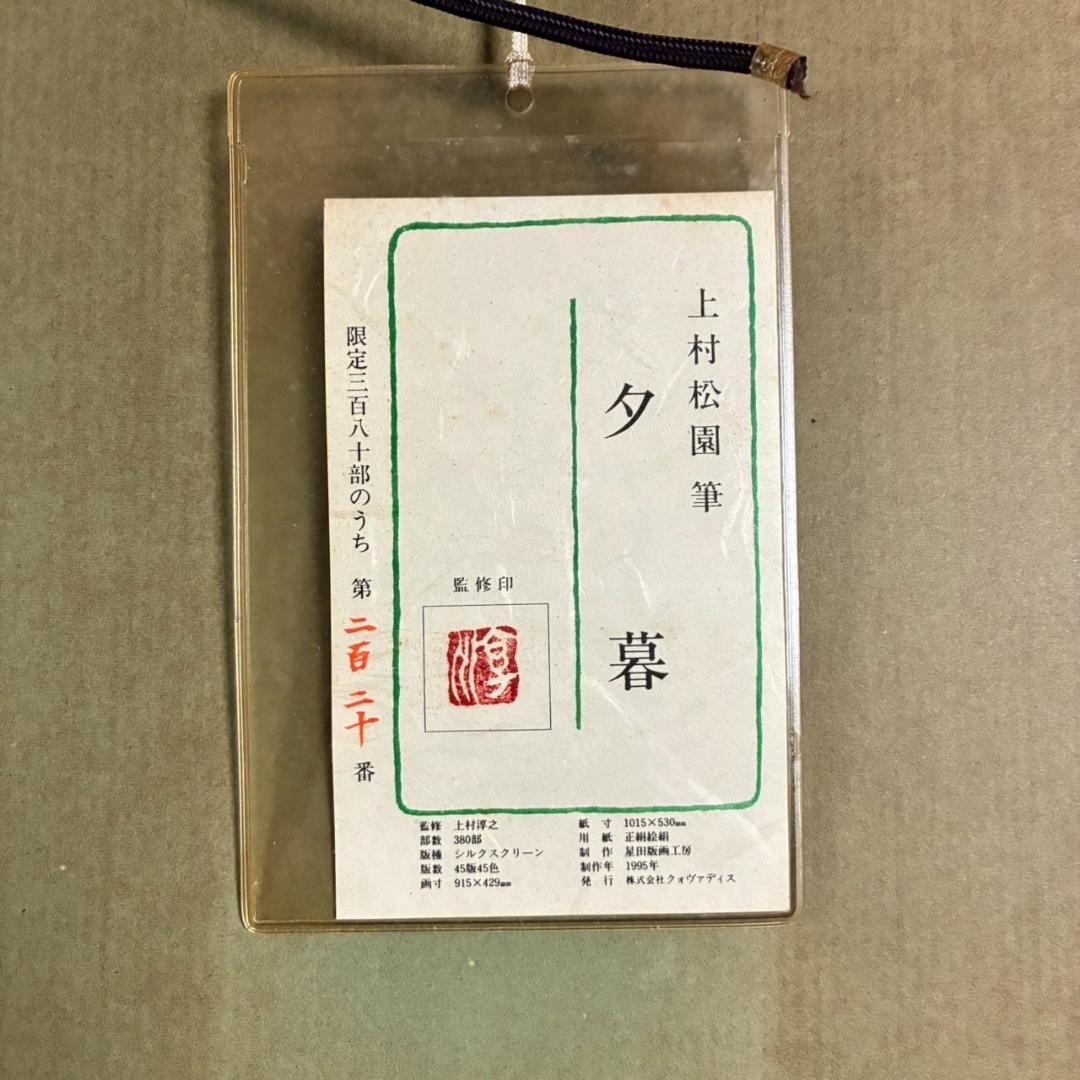 上村松園 筆
夕暮
監修印
淳
限定三百八十部のうち 第二百二十番
監修 上村淳之
部数 380部
版種 シルクスクリーン
版数 45版45色
画寸 915×429㎜
紙寸 1015×530㎜
用紙 正絹絵絹
制作 星田版画工房
制作年 1995年
発行 株式会社クォヴァディス